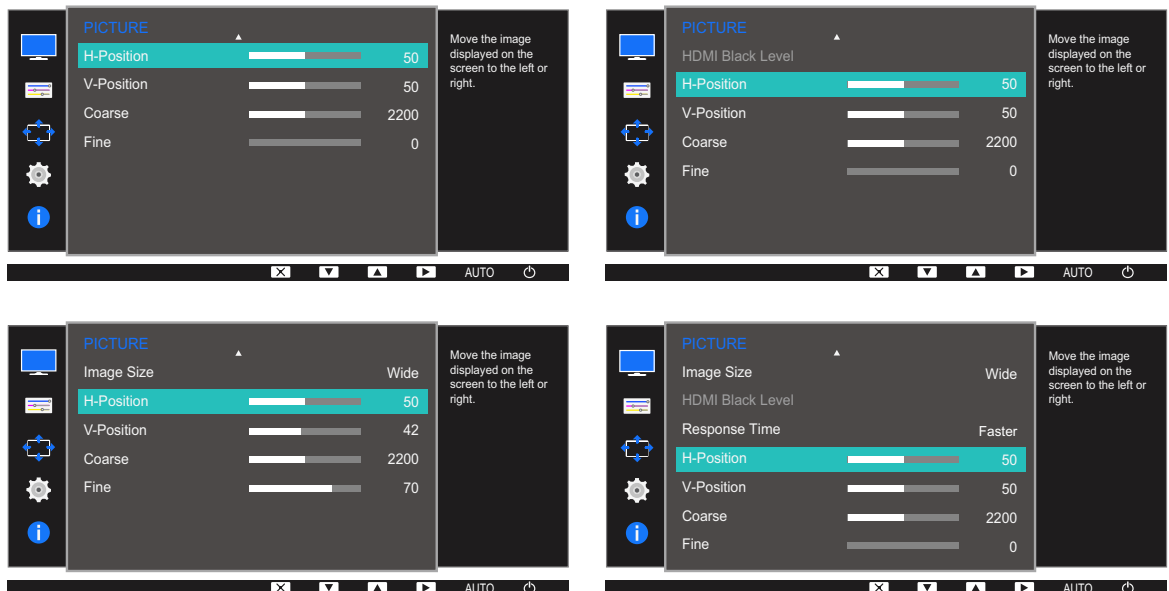 PICTURE
H-Position 50
V-Position 50
Coarse 2200
Fine 0
Move the image
displayed on the
screen to the left or
right.
AUTO
PICTURE
HDMI Black Level
H-Position 50
V-Position 50
Coarse 2200
Fine 0
Move the image
displayed on the
screen to the left or
right.
AUTO
PICTURE
Image Size Wide
H-Position 50
V-Position 42
Coarse 2200
Fine 70
Move the image
displayed on the
screen to the left or
right.
AUTO
PICTURE
Image Size Wide
HDMI Black Level
Response Time Faster
H-Position 50
V-Position 50
Coarse 2200
Fine 0
Move the image
displayed on the
screen to the left or
right.
AUTO